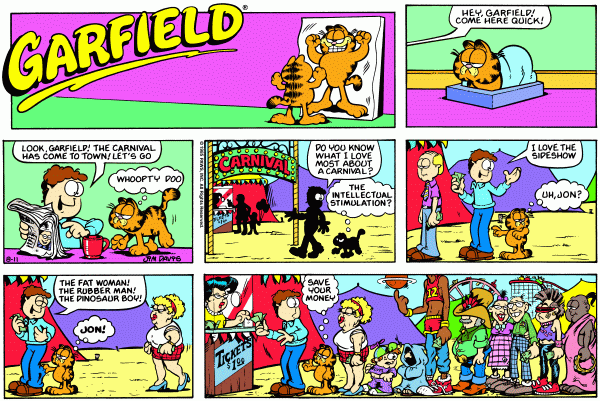 GARFIELD®
HEY, GARFIELD!
COME HERE QUICK!
LOOK, GARFIELD! THE CARNIVAL
HAS COME TO TOWN! LET'S GO
WHOOPTY DOO
8-11
JIM DAVIS
CARNIVAL
DO YOU KNOW
WHAT I LOVE
MOST ABOUT
A CARNIVAL?
THE
INTELLECTUAL
STIMULATION?
I LOVE THE
SIDESHOW
UH, JON?
THE FAT WOMAN!
THE RUBBER MAN!
THE DINOSAUR BOY!
JON!
SAVE
YOUR
MONEY
TICKETS